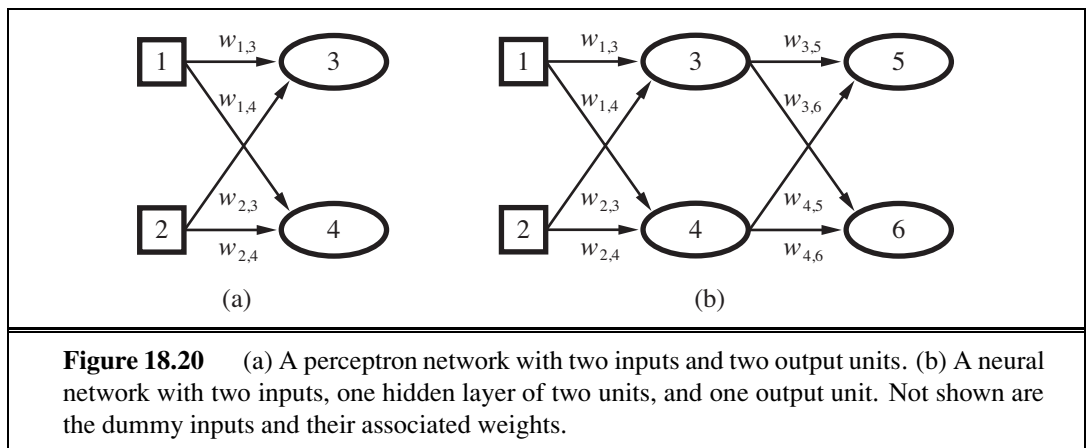 1 w1,3 3 1 w1,3 3 w3,5 5
w1,4 w1,4 w3,6
w2,3 w2,3 w4,5
2 w2,4 4 2 w2,4 4 w4,6 6
(a) (b)
Figure 18.20 (a) A perceptron network with two inputs and two output units. (b) A neural
network with two inputs, one hidden layer of two units, and one output unit. Not shown are
the dummy inputs and their associated weights.